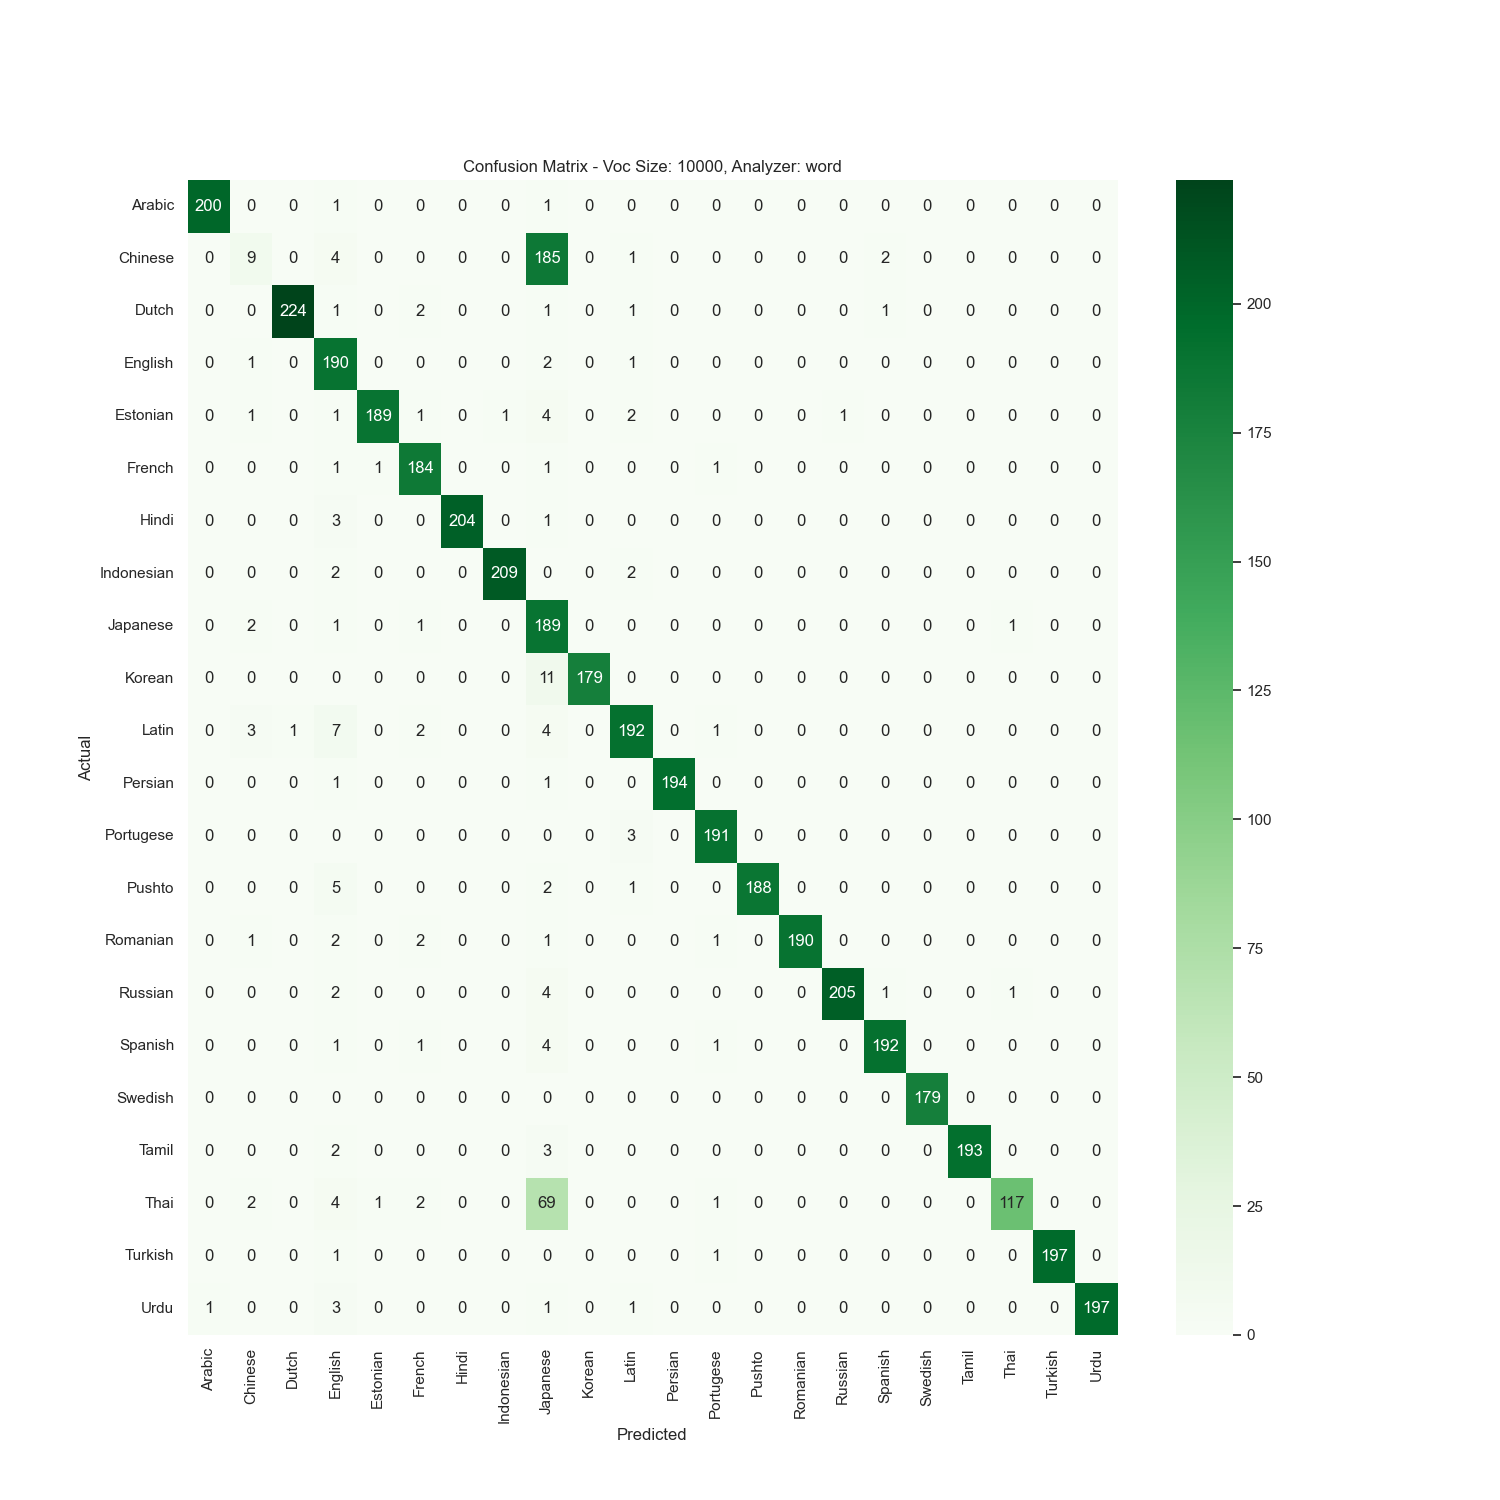 Confusion Matrix - Voc Size: 10000, Analyzer: word
Arabic 200 0 0 1 0 0 0 0 1 0 0 0 0 0 0 0 0 0 0 0 0 0
Chinese 0 9 0 4 0 0 0 0 185 0 1 0 0 0 0 0 2 0 0 0 0 0
Dutch 0 0 224 1 0 2 0 0 1 0 1 0 0 0 0 0 1 0 0 0 0 0
English 0 1 0 190 0 0 0 0 2 0 1 0 0 0 0 0 0 0 0 0 0 0
Estonian 0 1 0 1 189 1 0 1 4 0 2 0 0 0 0 1 0 0 0 0 0 0
French 0 0 0 1 1 184 0 0 1 0 0 0 1 0 0 0 0 0 0 0 0 0
Hindi 0 0 0 3 0 0 204 0 1 0 0 0 0 0 0 0 0 0 0 0 0 0
Indonesian 0 0 0 2 0 0 0 209 0 0 2 0 0 0 0 0 0 0 0 0 0 0
Japanese 0 2 0 1 0 1 0 0 189 0 0 0 0 0 0 0 0 0 0 1 0 0
Korean 0 0 0 0 0 0 0 0 11 179 0 0 0 0 0 0 0 0 0 0 0 0
Latin 0 3 1 7 0 2 0 0 4 0 192 0 1 0 0 0 0 0 0 0 0 0
Persian 0 0 0 1 0 0 0 0 1 0 0 194 0 0 0 0 0 0 0 0 0 0
Portugese 0 0 0 0 0 0 0 0 0 0 3 0 191 0 0 0 0 0 0 0 0 0
Pushto 0 0 0 5 0 0 0 0 2 0 1 0 0 188 0 0 0 0 0 0 0 0
Romanian 0 1 0 2 0 2 0 0 1 0 0 0 1 0 190 0 0 0 0 0 0 0
Russian 0 0 0 2 0 0 0 0 4 0 0 0 0 0 0 205 1 0 0 1 0 0
Spanish 0 0 0 1 0 1 0 0 4 0 0 0 1 0 0 0 192 0 0 0 0 0
Swedish 0 0 0 0 0 0 0 0 0 0 0 0 0 0 0 0 0 179 0 0 0 0
Tamil 0 0 0 2 0 0 0 0 3 0 0 0 0 0 0 0 0 0 193 0 0 0
Thai 0 2 0 4 1 2 0 0 69 0 0 0 1 0 0 0 0 0 0 117 0 0
Turkish 0 0 0 1 0 0 0 0 0 0 0 0 1 0 0 0 0 0 0 0 197 0
Urdu 1 0 0 3 0 0 0 0 1 0 1 0 0 0 0 0 0 0 0 0 0 197
Arabic Chinese Dutch English Estonian French Hindi Indonesian Japanese Korean Latin Persian Portugese Pushto Romanian Russian Spanish Swedish Tamil Thai Turkish Urdu
Predicted
Actual
200
175
150
125
100
75
50
25
0